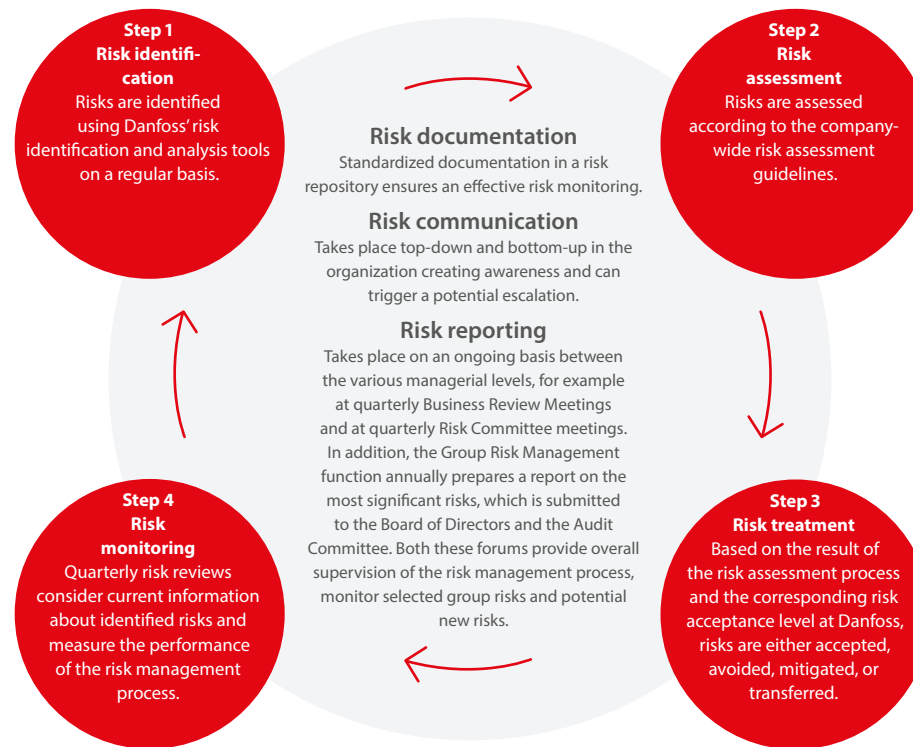 Step 1
Risk identifi-
cation
Risks are identified
using Danfoss' risk
identification and analysis tools
on a regular basis.
Step 2
Risk
assessment
Risks are assessed
according to the company-
wide risk assessment
guidelines.
Risk documentation
Standardized documentation in a risk
repository ensures an effective risk monitoring.
Risk communication
Takes place top-down and bottom-up in the
organization creating awareness and can
trigger a potential escalation.
Risk reporting
Takes place on an ongoing basis between
the various managerial levels, for example
at quarterly Business Review Meetings
and at quarterly Risk Committee meetings.
In addition, the Group Risk Management
function annually prepares a report on the
most significant risks, which is submitted
to the Board of Directors and the Audit
Committee. Both these forums provide overall
supervision of the risk management process,
monitor selected group risks and potential
new risks.
Step 3
Risk treatment
Based on the result of
the risk assessment process
and the corresponding risk
acceptance level at Danfoss,
risks are either accepted,
avoided, mitigated, or
transferred.
Step 4
Risk
monitoring
Quarterly risk reviews
consider current information
about identified risks and
measure the performance
of the risk management
process.